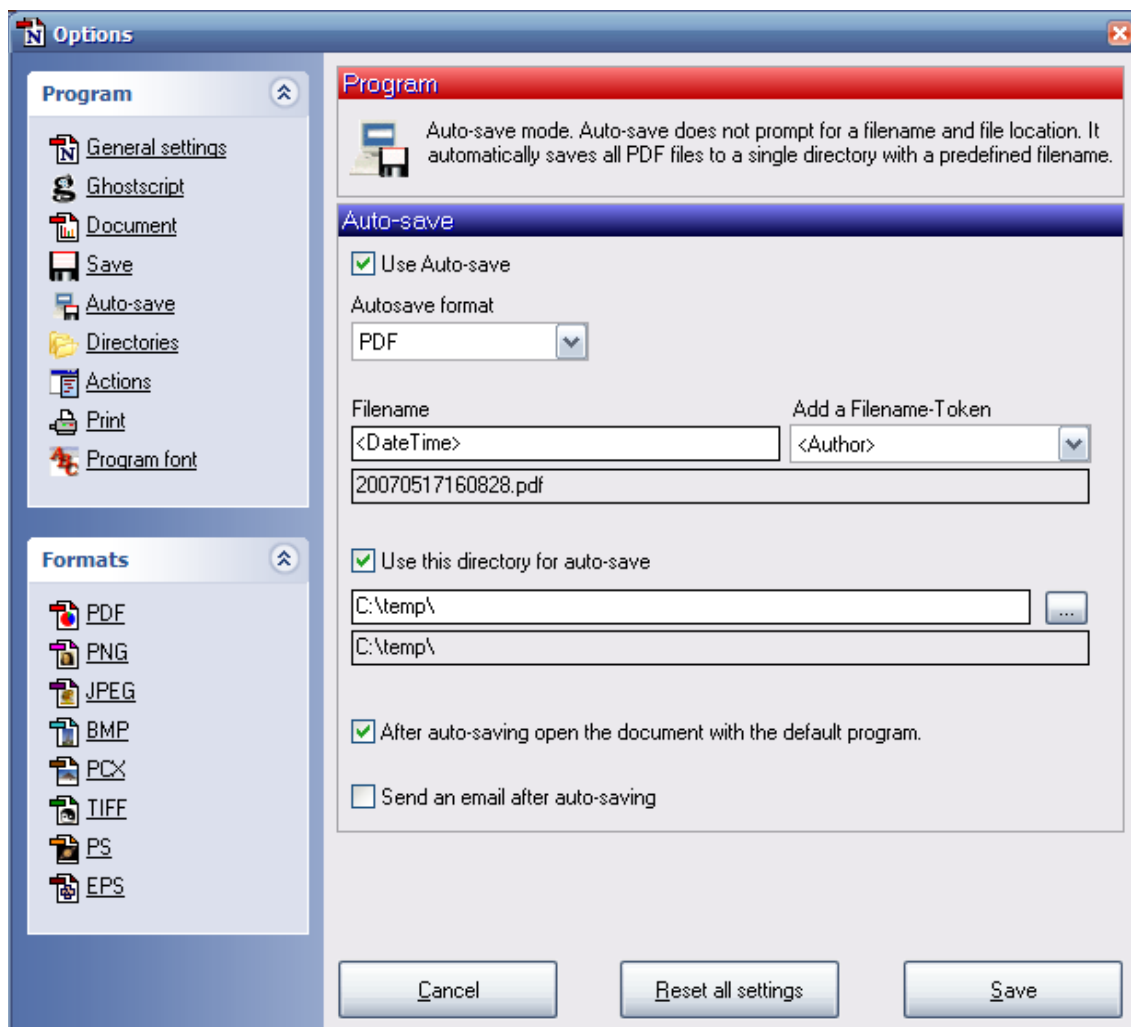 Options
Program
General settings
Ghostscript
Document
Save
Auto-save
Directories
Actions
Print
Program font
Formats
PDF
PNG
JPEG
BMP
PCX
TIFF
PS
EPS
Program
Auto-save mode. Auto-save does not prompt for a filename and file location. It
automatically saves all PDF files to a single directory with a predefined filename.
Auto-save
Use Auto-save
Autosave format
PDF
Filename
Add a Filename-Token
<DateTime>
<Author>
20070517160828.pdf
Use this directory for auto-save
C:\temp\
...
C:\temp\
After auto-saving open the document with the default program.
Send an email after auto-saving
Cancel
Reset all settings
Save